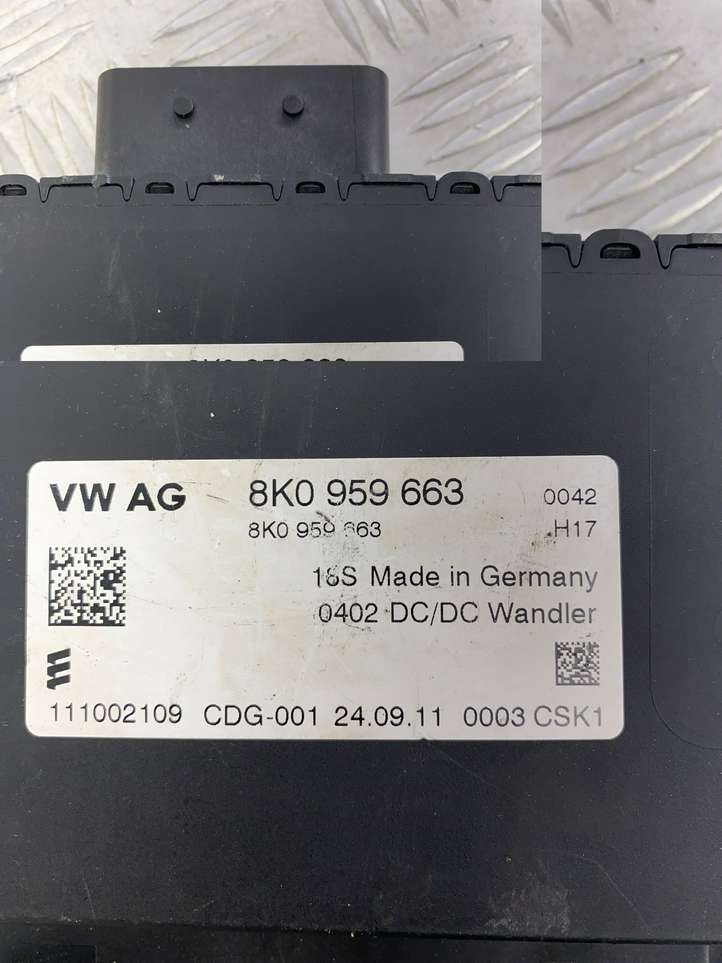 VW AG 8K0 959 663 0042
8K0 959 663 H17
18S Made in Germany
0402 DC/DC Wandler
111002109 CDG-001 24.09.11 0003 CSK1